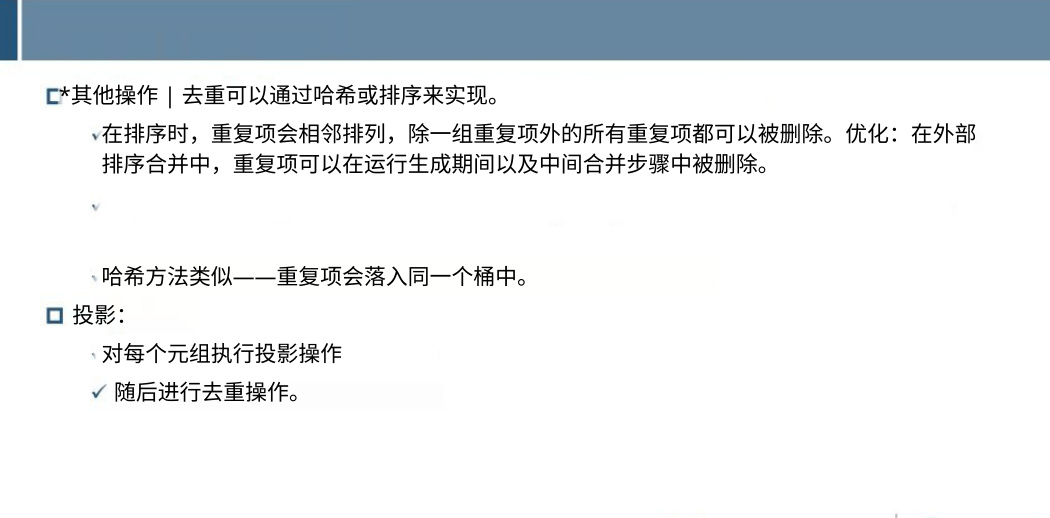 *其他操作 | 去重可以通过哈希或排序来实现。
在排序时，重复项会相邻排列，除一组重复项外的所有重复项都可以被删除。优化：在外部
排序合并中，重复项可以在运行生成期间以及中间合并步骤中被删除。
哈希方法类似——重复项会落入同一个桶中。
投影：
对每个元组执行投影操作
随后进行去重操作。